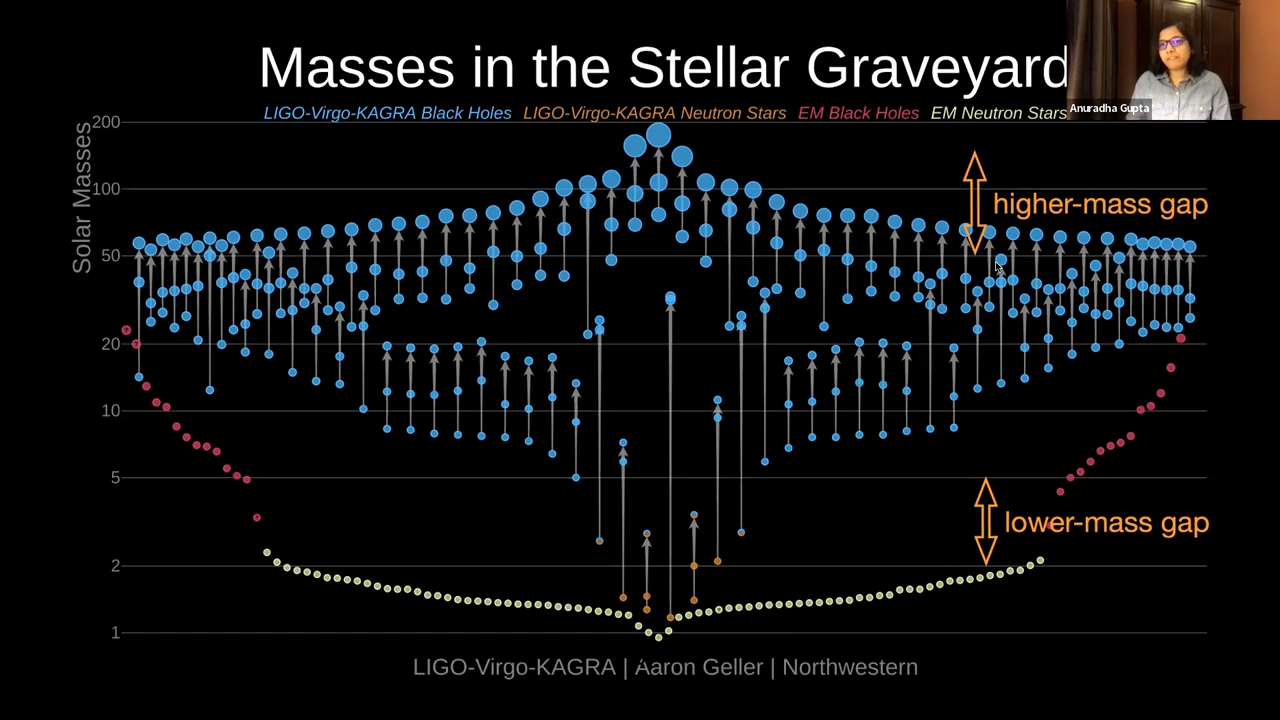 Masses in the Stellar Graveyard
LIGO-Virgo-KAGRA Black Holes LIGO-Virgo-KAGRA Neutron Stars EM Black Holes EM Neutron Stars
Anuradha Gupta
Solar Masses
200
100
50
20
10
5
2
1
higher-mass gap
lower-mass gap
LIGO-Virgo-KAGRA | Aaron Geller | Northwestern